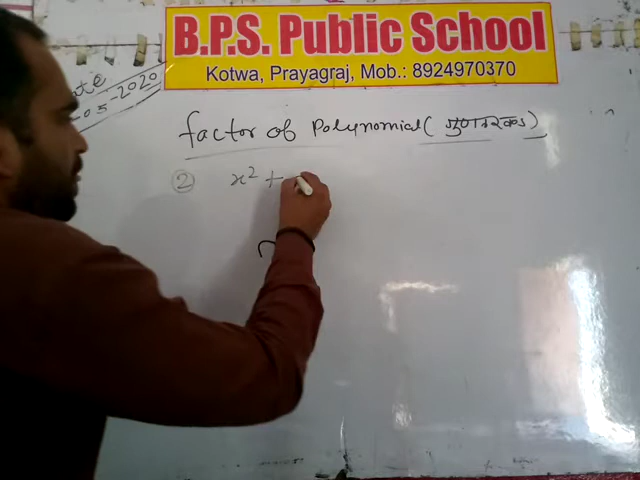 B.P.S. Public School
Kotwa, Prayagraj, Mob.: 8924970370
05-2020
factor of Polynomial (गुणनखण्ड)
② x² +